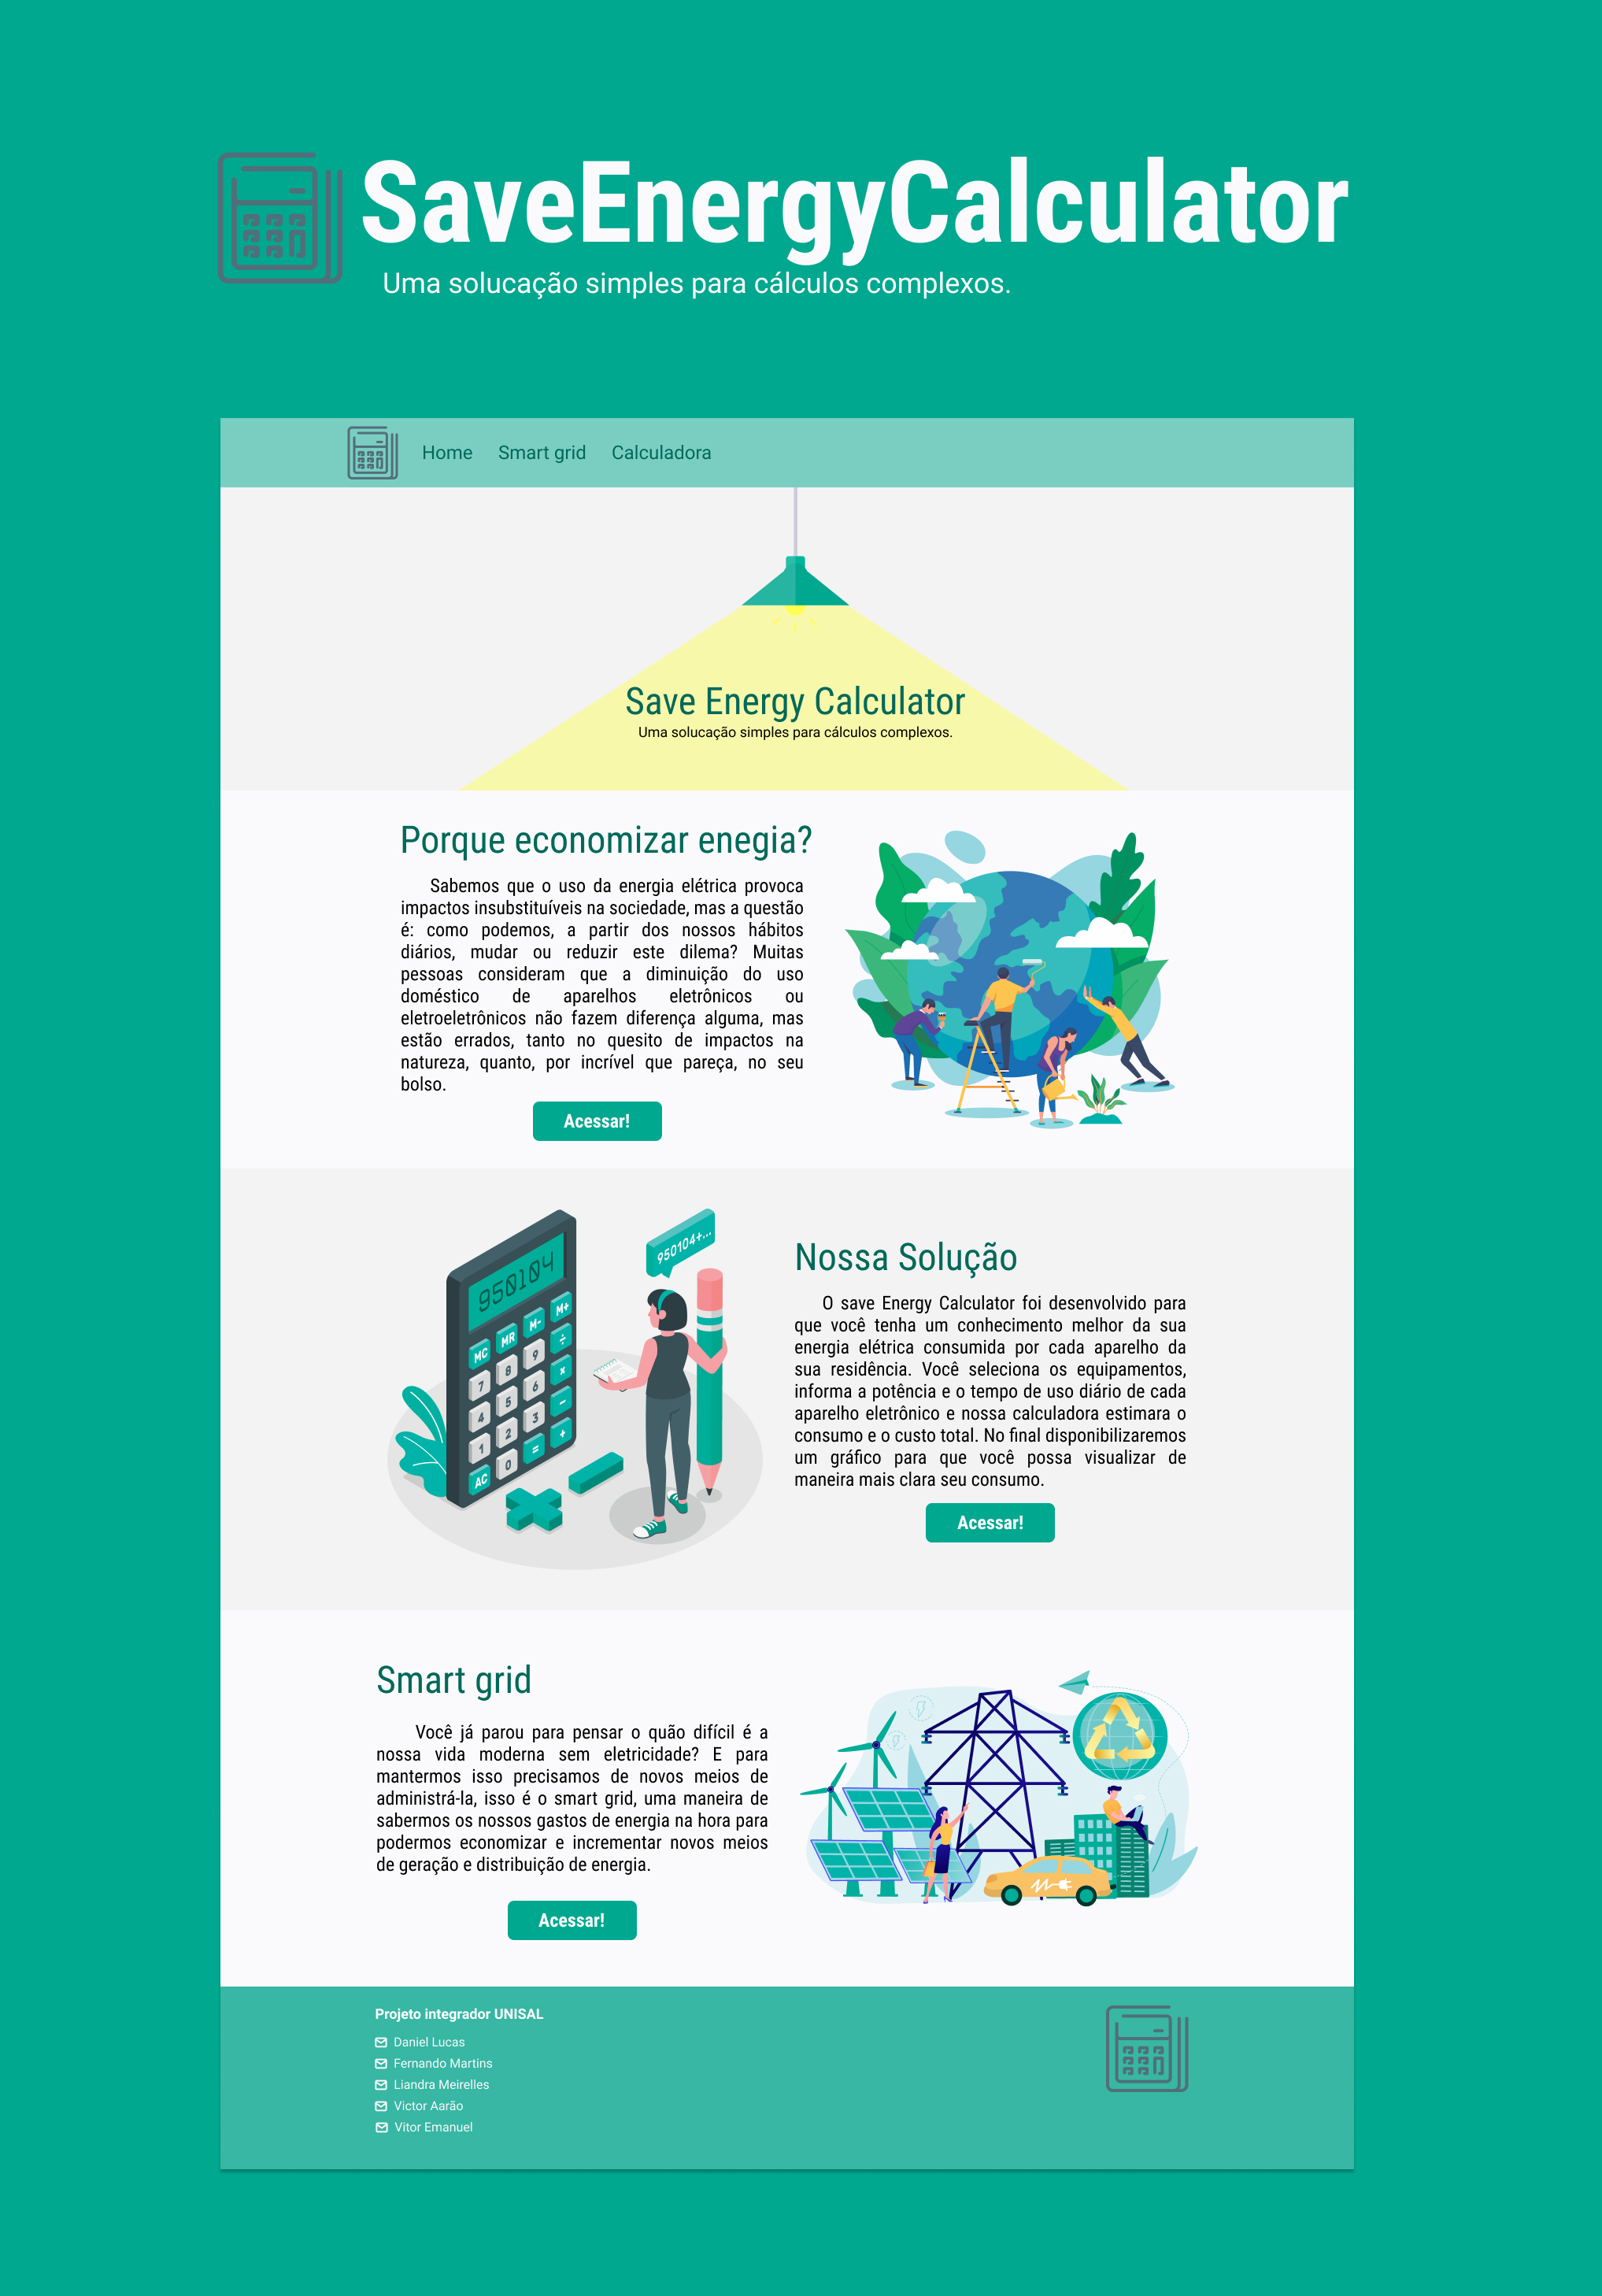 SaveEnergyCalculator
Uma solucação simples para cálculos complexos.
Home Smart grid Calculadora
Save Energy Calculator
Uma solucação simples para cálculos complexos.
Porque economizar enegia?
Sabemos que o uso da energia elétrica provoca
impactos insubstituíveis na sociedade, mas a questão
é: como podemos, a partir dos nossos hábitos
diários, mudar ou reduzir este dilema? Muitas
pessoas consideram que a diminuição do uso
doméstico de aparelhos eletrônicos ou
eletroeletrônicos não fazem diferença alguma, mas
estão errados, tanto no quesito de impactos na
natureza, quanto, por incrível que pareça, no seu
bolso.
Acessar!
950104+...
950104
MC MR M- M+
7 8 9 ÷
4 5 6 x
1 2 3 -
AC 0 = +
Nossa Solução
O save Energy Calculator foi desenvolvido para
que você tenha um conhecimento melhor da sua
energia elétrica consumida por cada aparelho da
sua residência. Você seleciona os equipamentos,
informa a potência e o tempo de uso diário de cada
aparelho eletrônico e nossa calculadora estimara o
consumo e o custo total. No final disponibilizaremos
um gráfico para que você possa visualizar de
maneira mais clara seu consumo.
Acessar!
Smart grid
Você já parou para pensar o quão difícil é a
nossa vida moderna sem eletricidade? E para
mantermos isso precisamos de novos meios de
administrá-la, isso é o smart grid, uma maneira de
sabermos os nossos gastos de energia na hora para
podermos economizar e incrementar novos meios
de geração e distribuição de energia.
Acessar!
Projeto integrador UNISAL
Daniel Lucas
Fernando Martins
Liandra Meirelles
Victor Aarão
Vitor Emanuel